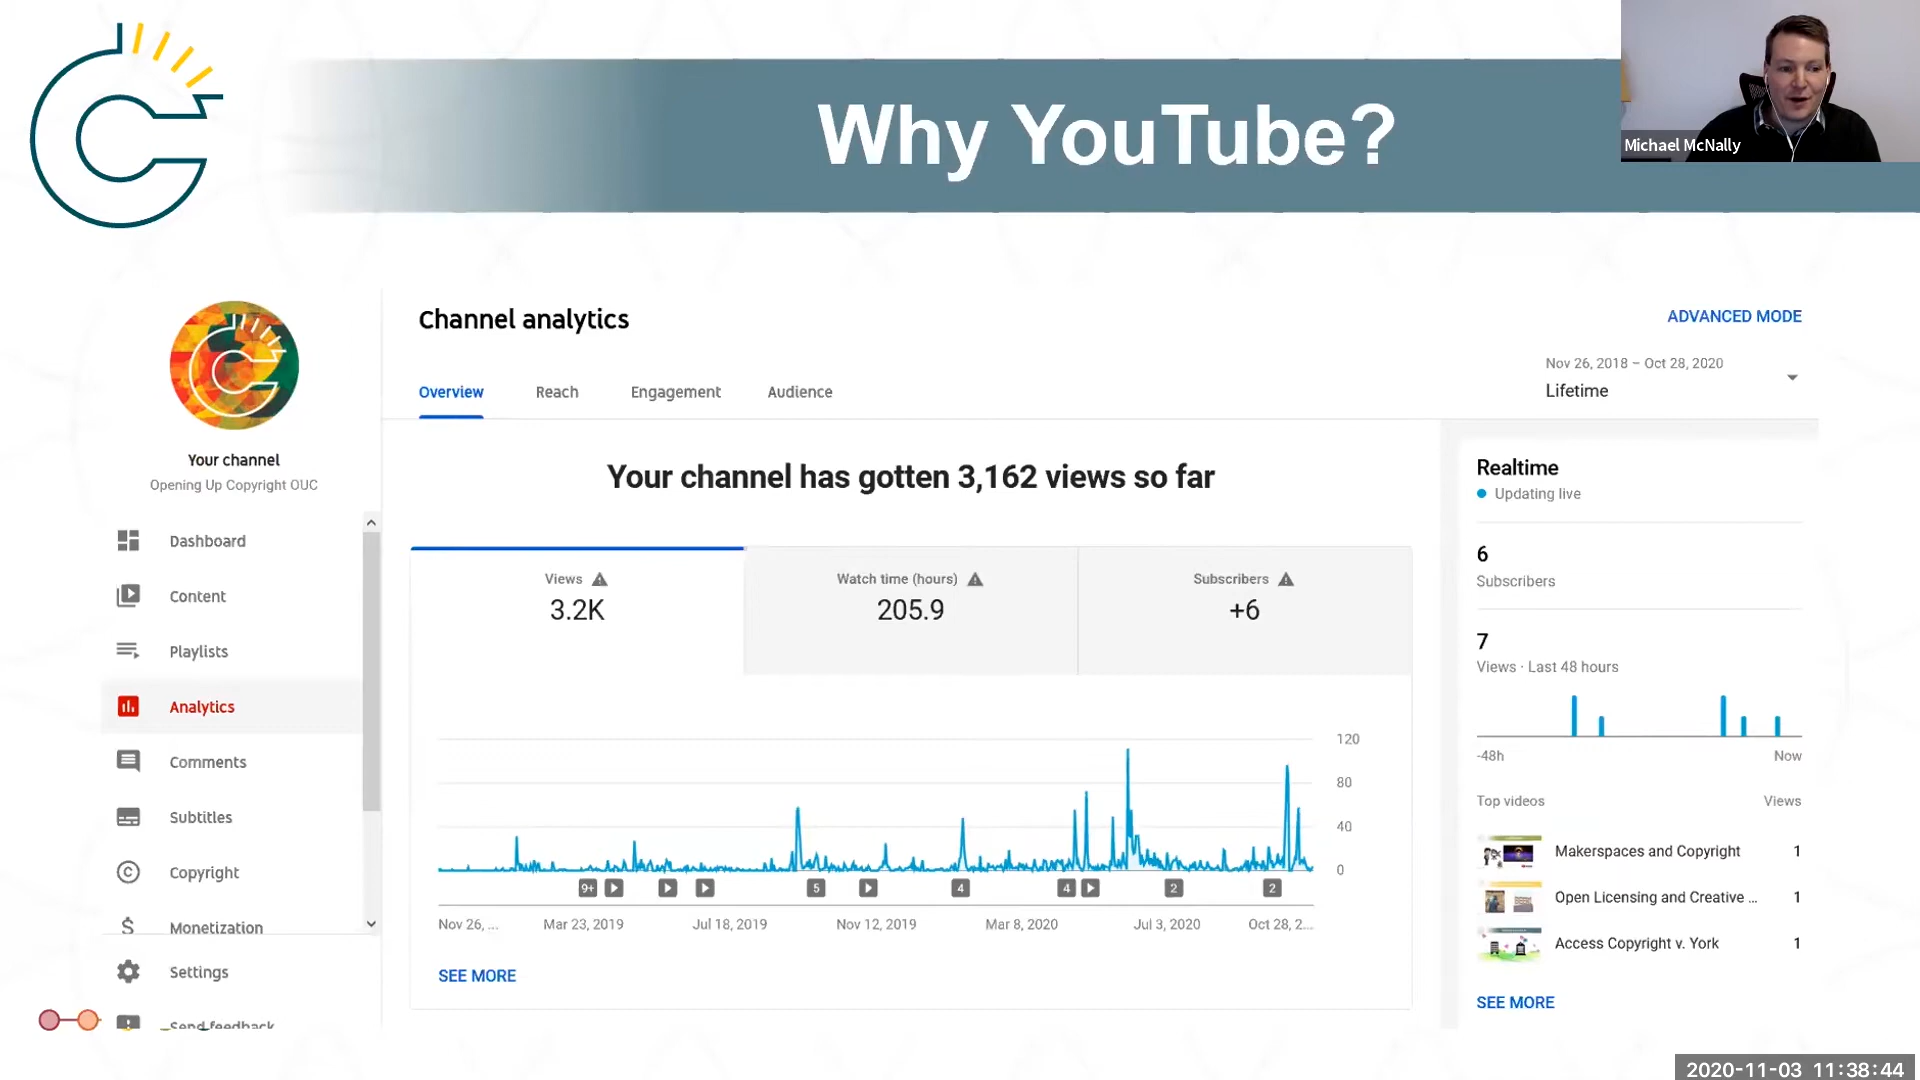 Why YouTube?
Michael McNally
Channel analytics
ADVANCED MODE
Nov 26, 2018 – Oct 28, 2020
Lifetime
Overview
Reach
Engagement
Audience
Your channel
Opening Up Copyright OUC
Dashboard
Content
Playlists
Analytics
Comments
Subtitles
Copyright
Monetization
Settings
Send feedback
Your channel has gotten 3,162 views so far
Views
3.2K
Watch time (hours)
205.9
Subscribers
+6
120
80
40
0
9+
5
4
4
2
2
Nov 26, ...
Mar 23, 2019
Jul 18, 2019
Nov 12, 2019
Mar 8, 2020
Jul 3, 2020
Oct 28, 2...
SEE MORE
Realtime
Updating live
6
Subscribers
7
Views · Last 48 hours
-48h
Now
Top videos
Views
Makerspaces and Copyright 1
Open Licensing and Creative ... 1
Access Copyright v. York 1
SEE MORE
2020-11-03 11:38:44